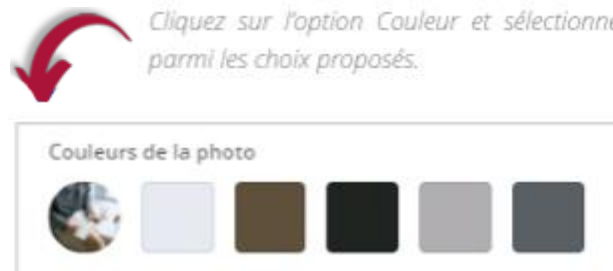 Cliquez sur l'option Couleur et sélectionne
parmi les choix proposés.
Couleurs de la photo